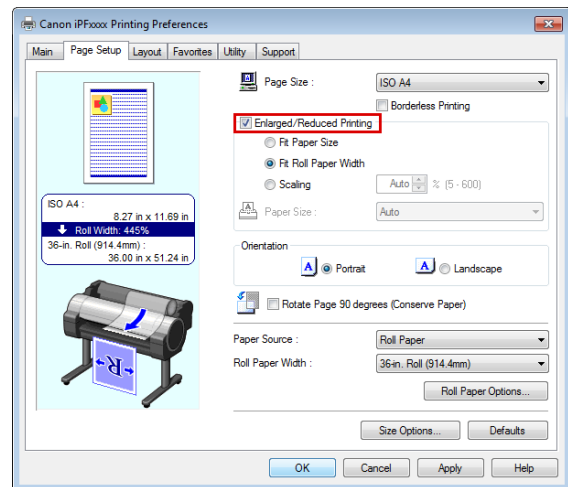 Canon iPFxxxx Printing Preferences
Main Page Setup Layout Favorites Utility Support
Page Size : ISO A4
Borderless Printing
Enlarged/Reduced Printing
Fit Paper Size
Fit Roll Paper Width
Scaling Auto % (5 - 600)
Paper Size : Auto
ISO A4 :
8.27 in x 11.69 in
Roll Width: 445%
36-in. Roll (914.4mm) :
36.00 in x 51.24 in
Orientation
A Portrait A Landscape
Rotate Page 90 degrees (Conserve Paper)
R
Paper Source : Roll Paper
Roll Paper Width : 36-in. Roll (914.4mm)
Roll Paper Options...
Size Options... Defaults
OK Cancel Apply Help